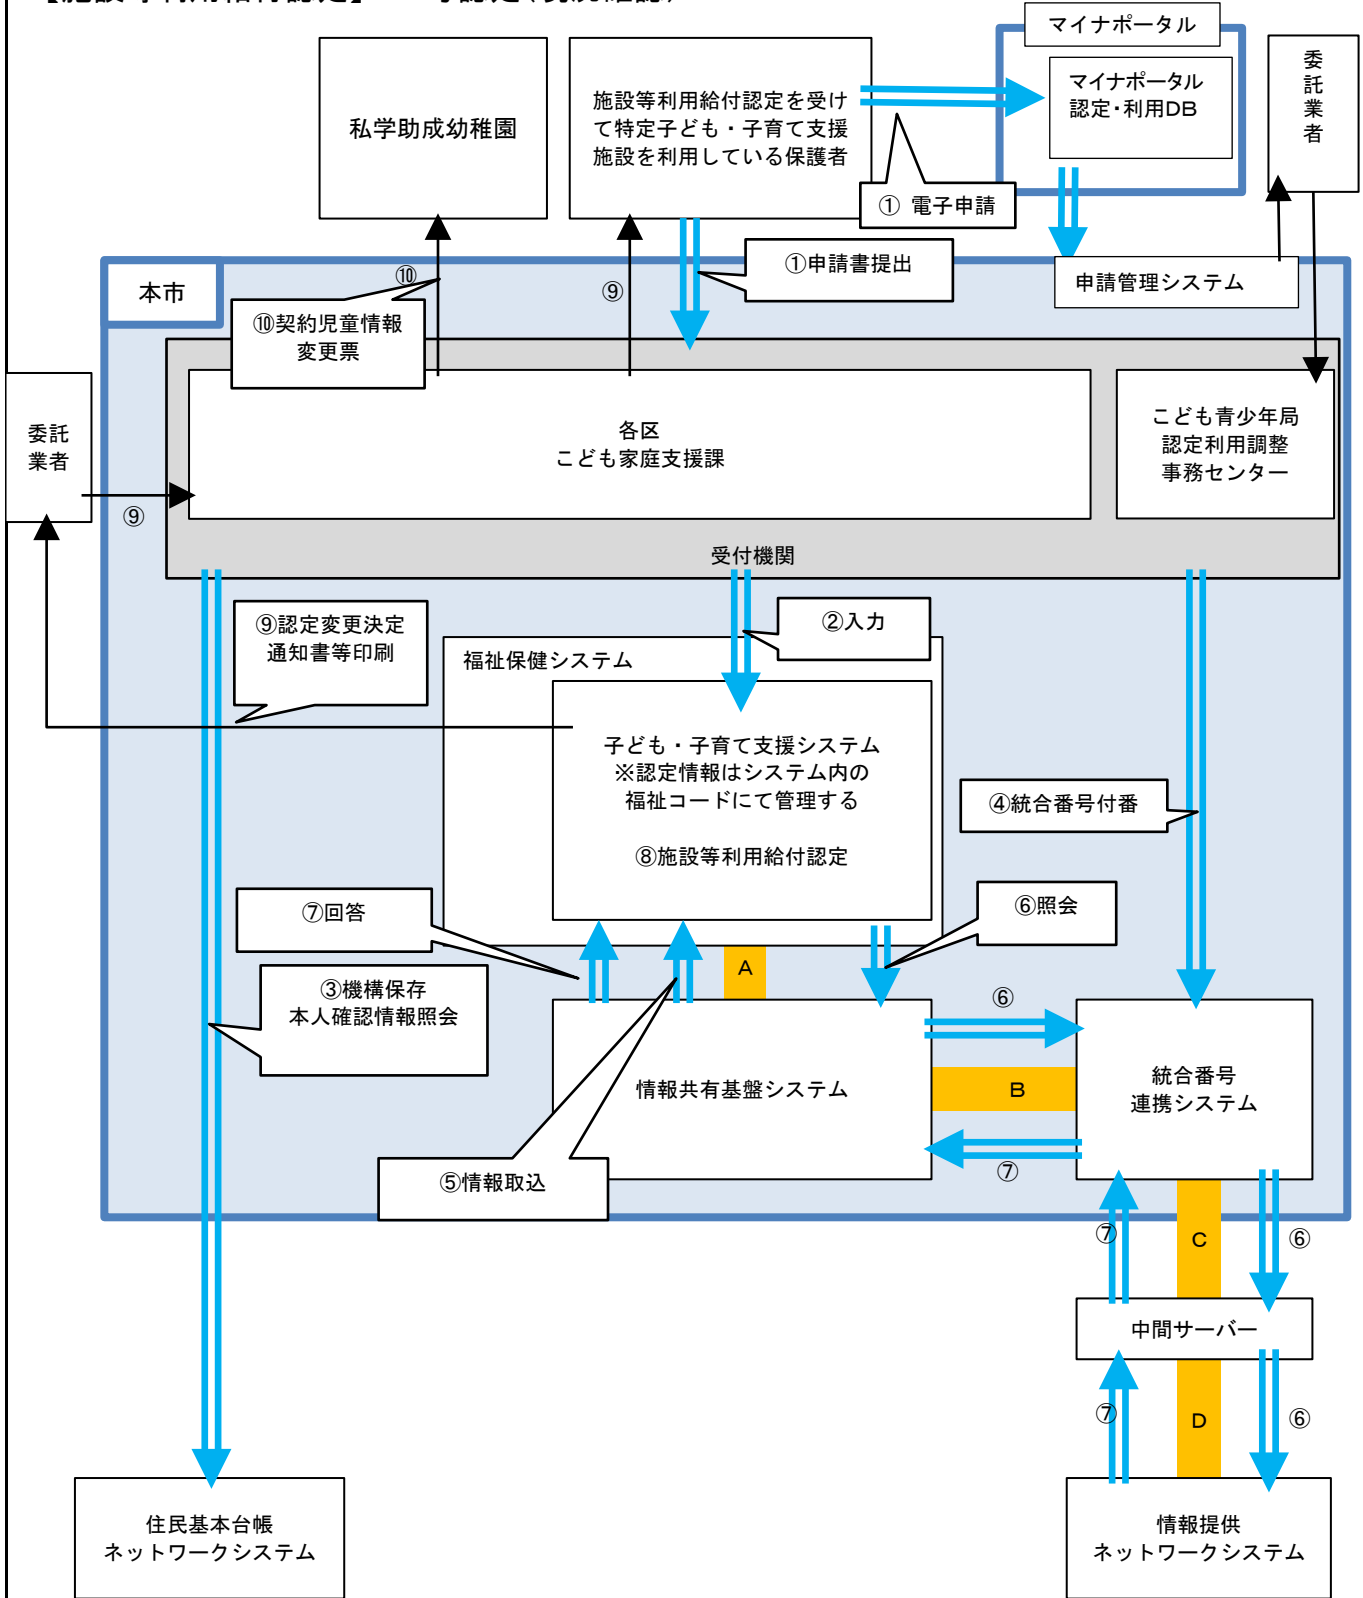 マイナポータル
委
託
業
者
マイナポータル
認定・利用DB
私学助成幼稚園
施設等利用給付認定を受け
て特定子ども・子育て支援
施設を利用している保護者
① 電子申請
①申請書提出
申請管理システム
本市
⑩
⑨
⑩契約児童情報
変更票
委託
業者
⑨
各区
こども家庭支援課
こども青少年局
認定利用調整
事務センター
受付機関
⑨認定変更決定
通知書等印刷
②入力
福祉保健システム
子ども・子育て支援システム
※認定情報はシステム内の
福祉コードにて管理する
⑧施設等利用給付認定
④統合番号付番
⑦回答
⑥照会
A
③機構保存
本人確認情報照会
⑥
情報共有基盤システム
B
統合番号
連携システム
⑦
⑤情報取込
⑦
C
⑥
中間サーバー
⑦
D
⑥
住民基本台帳
ネットワークシステム
情報提供
ネットワークシステム